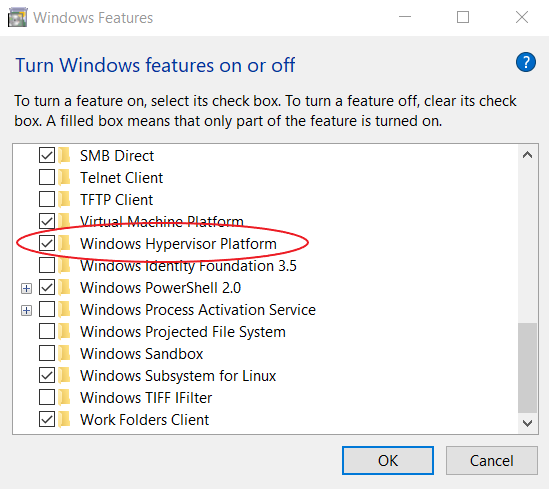 Windows Features
Turn Windows features on or off
?
To turn a feature on, select its check box. To turn a feature off, clear its check
box. A filled box means that only part of the feature is turned on.
SMB Direct
Telnet Client
TFTP Client
Virtual Machine Platform
Windows Hypervisor Platform
Windows Identity Foundation 3.5
Windows PowerShell 2.0
Windows Process Activation Service
Windows Projected File System
Windows Sandbox
Windows Subsystem for Linux
Windows TIFF IFilter
Work Folders Client
OK
Cancel